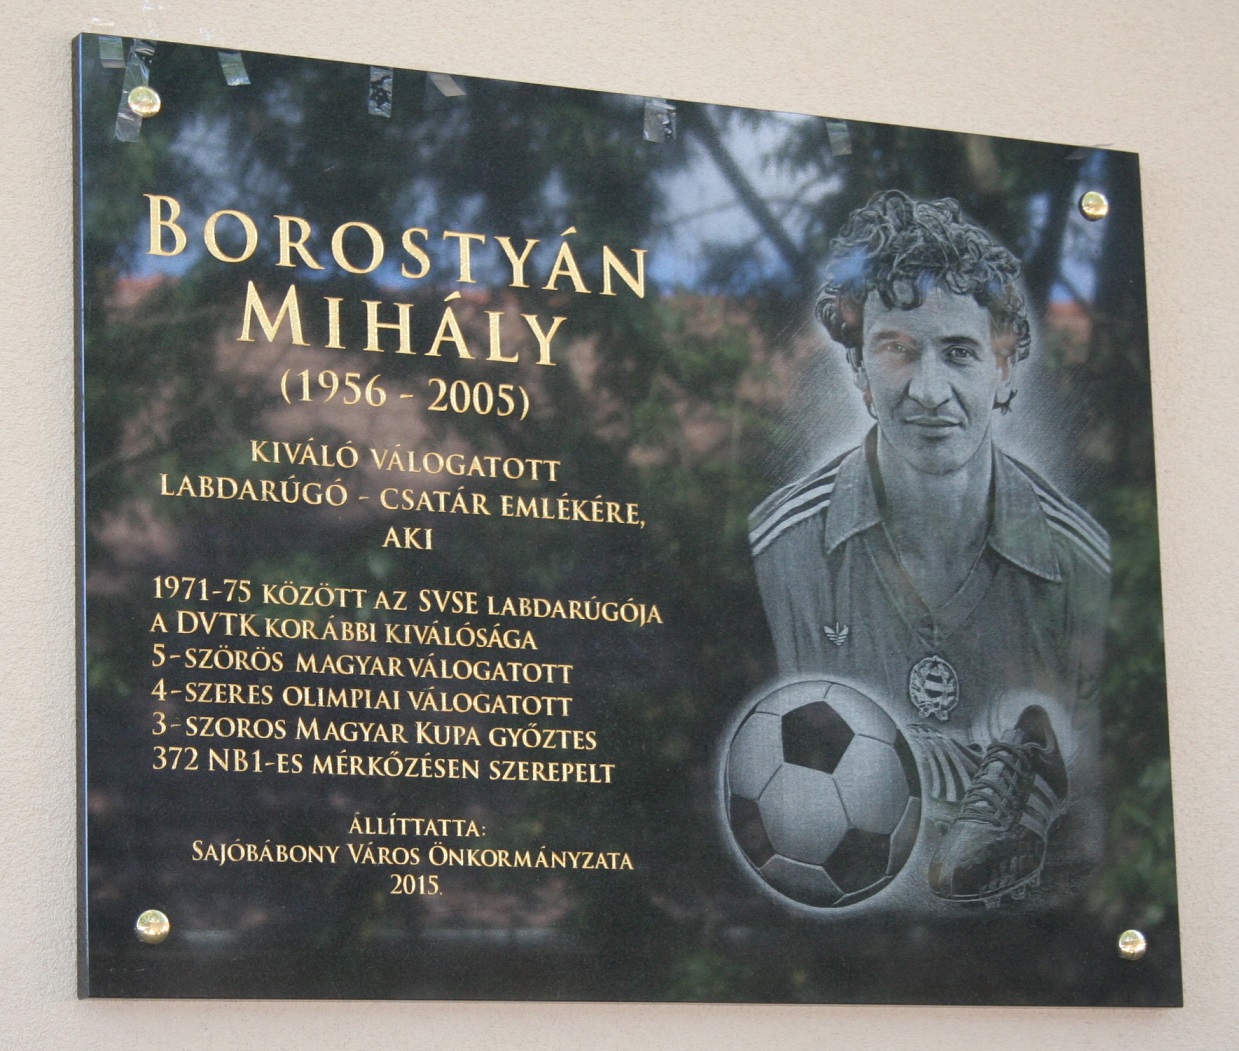 BOROSTYÁN
MIHÁLY
(1956 - 2005)
KIVÁLÓ VÁLOGATOTT
LABDARÚGÓ - CSATÁR EMLÉKÉRE,
AKI
1971-75 KÖZÖTT AZ SVSE LABDARÚGÓJA
A DVTK KORÁBBI KIVÁLÓSÁGA
5-SZÖRÖS MAGYAR VÁLOGATOTT
4-SZERES OLIMPIAI VÁLOGATOTT
3-SZOROS MAGYAR KUPA GYŐZTES
372 NB1-ES MÉRKŐZÉSEN SZEREPELT
ÁLLÍTTATTA:
SAJÓBÁBONY VÁROS ÖNKORMÁNYZATA
2015.